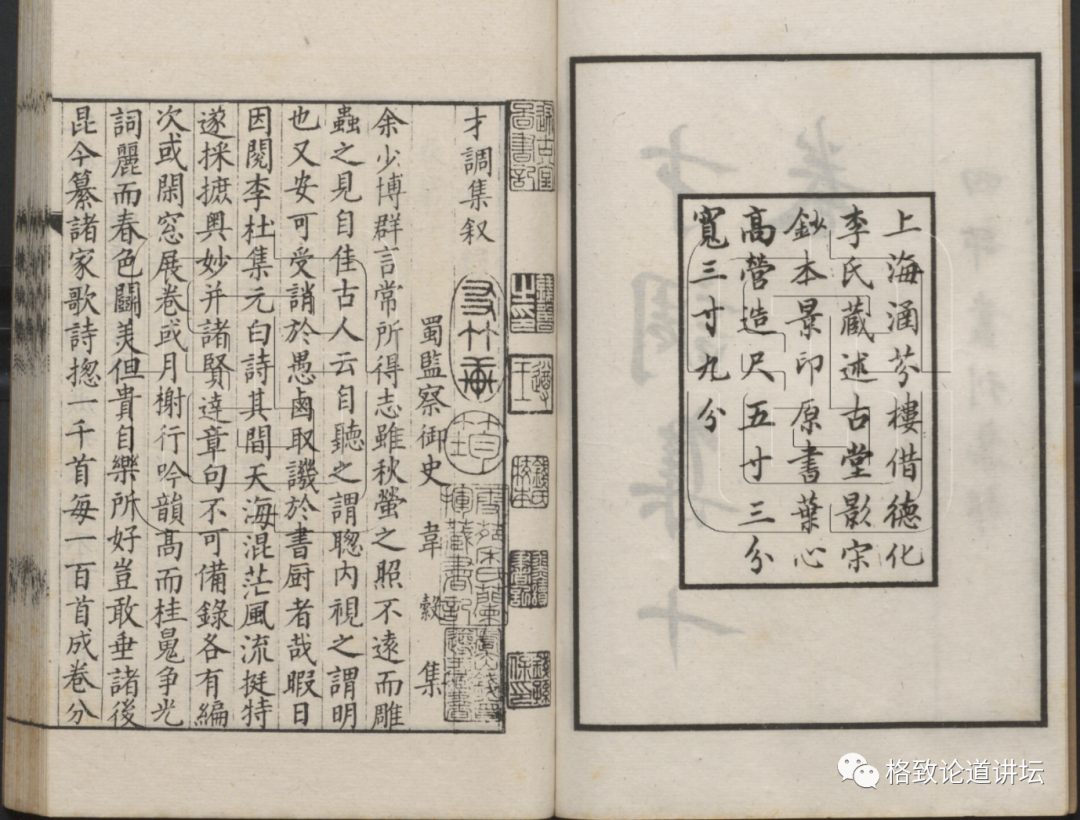 上海涵芬樓借德化
李氏藏述古堂影宋
鈔本景印原書葉心
高營造尺五寸三分
寬三寸九分
才調集叙
蜀監察御史 韋縠 集
余少博群言常所得志雖秋螢之照不遠而雕
蟲之見自佳古人云自聽之謂聦内視之謂明
也又安可受誚於愚鹵取譏於書厨者哉暇日
因閱李杜集元白詩其間天海混茫風流挺特
遂採摭奥妙并諸賢達章句不可備錄各有編
次或閑窓展卷或月榭行吟韻髙而桂䰟争光
詞麗而春色鬬美但貴自樂所好豈敢垂諸後
昆今纂諸家歌詩揔一千首每一百首成卷分
格致论道讲坛